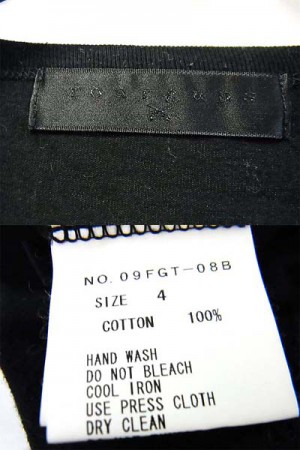 NO. 09FGT-08B
SIZE 4
COTTON 100%
HAND WASH
DO NOT BLEACH
COOL IRON
USE PRESS CLOTH
DRY CLEAN